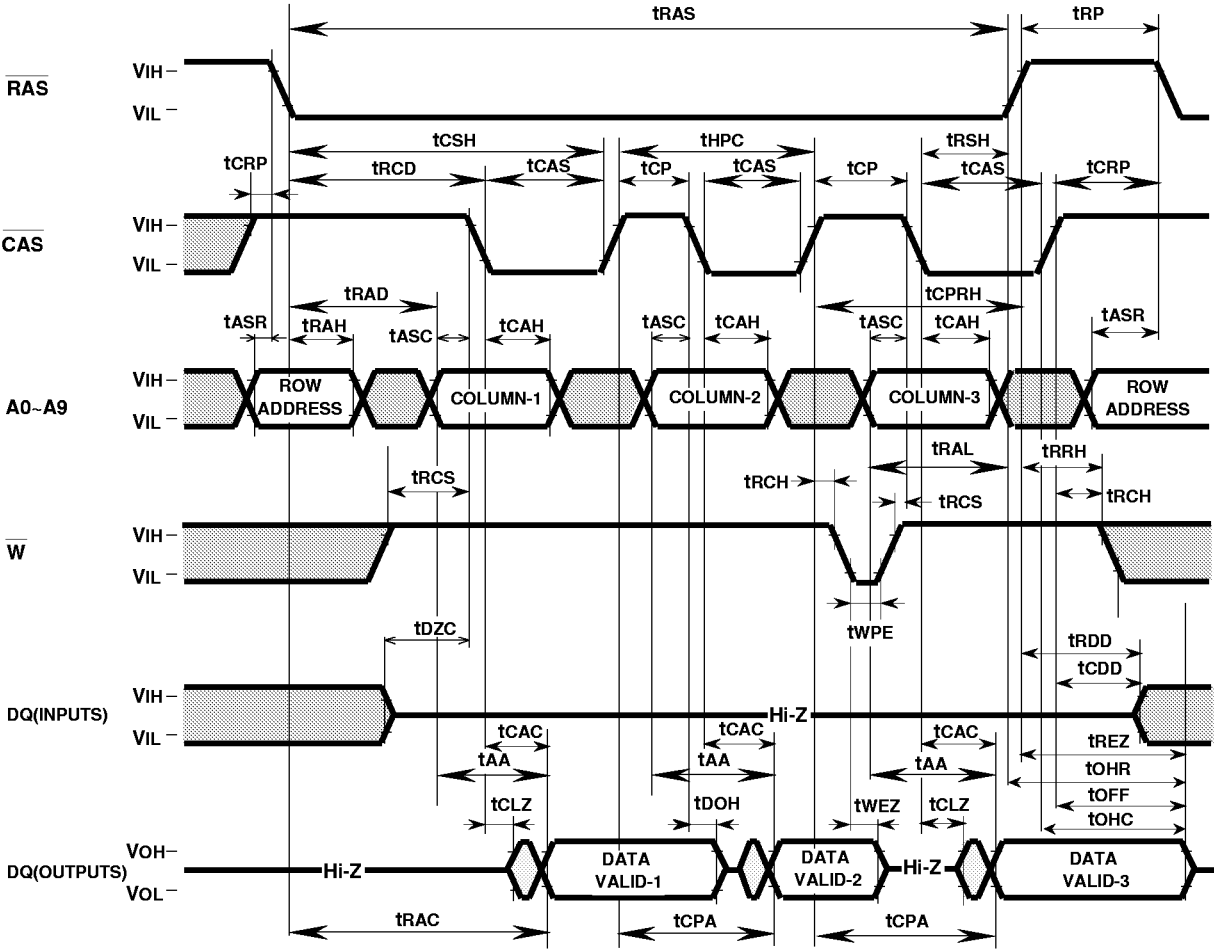 tRAS
tRP
RAS
VIH
VIL
tCSH
tHPC
tRSH
tCRP
tRCD
tCAS
tCP
tCAS
tCP
tCAS
tCRP
CAS
VIH
VIL
tRAD
tCPRH
tASR
tRAH
tASC
tCAH
tASC
tCAH
tASC
tCAH
tASR
A0~A9
VIH
VIL
ROW
ADDRESS
COLUMN-1
COLUMN-2
COLUMN-3
ROW
ADDRESS
tRCS
tRCH
tRAL
tRCS
tRRH
tRCH
W
VIH
VIL
tWPE
tDZC
tRDD
tCDD
DQ(INPUTS)
VIH
VIL
Hi-Z
tCAC
tCAC
tCAC
tREZ
tAA
tAA
tAA
tOHR
tCLZ
tDOH
tWEZ
tCLZ
tOFF
tOHC
DQ(OUTPUTS)
VOH
VOL
Hi-Z
DATA
VALID-1
DATA
VALID-2
Hi-Z
DATA
VALID-3
tRAC
tCPA
tCPA